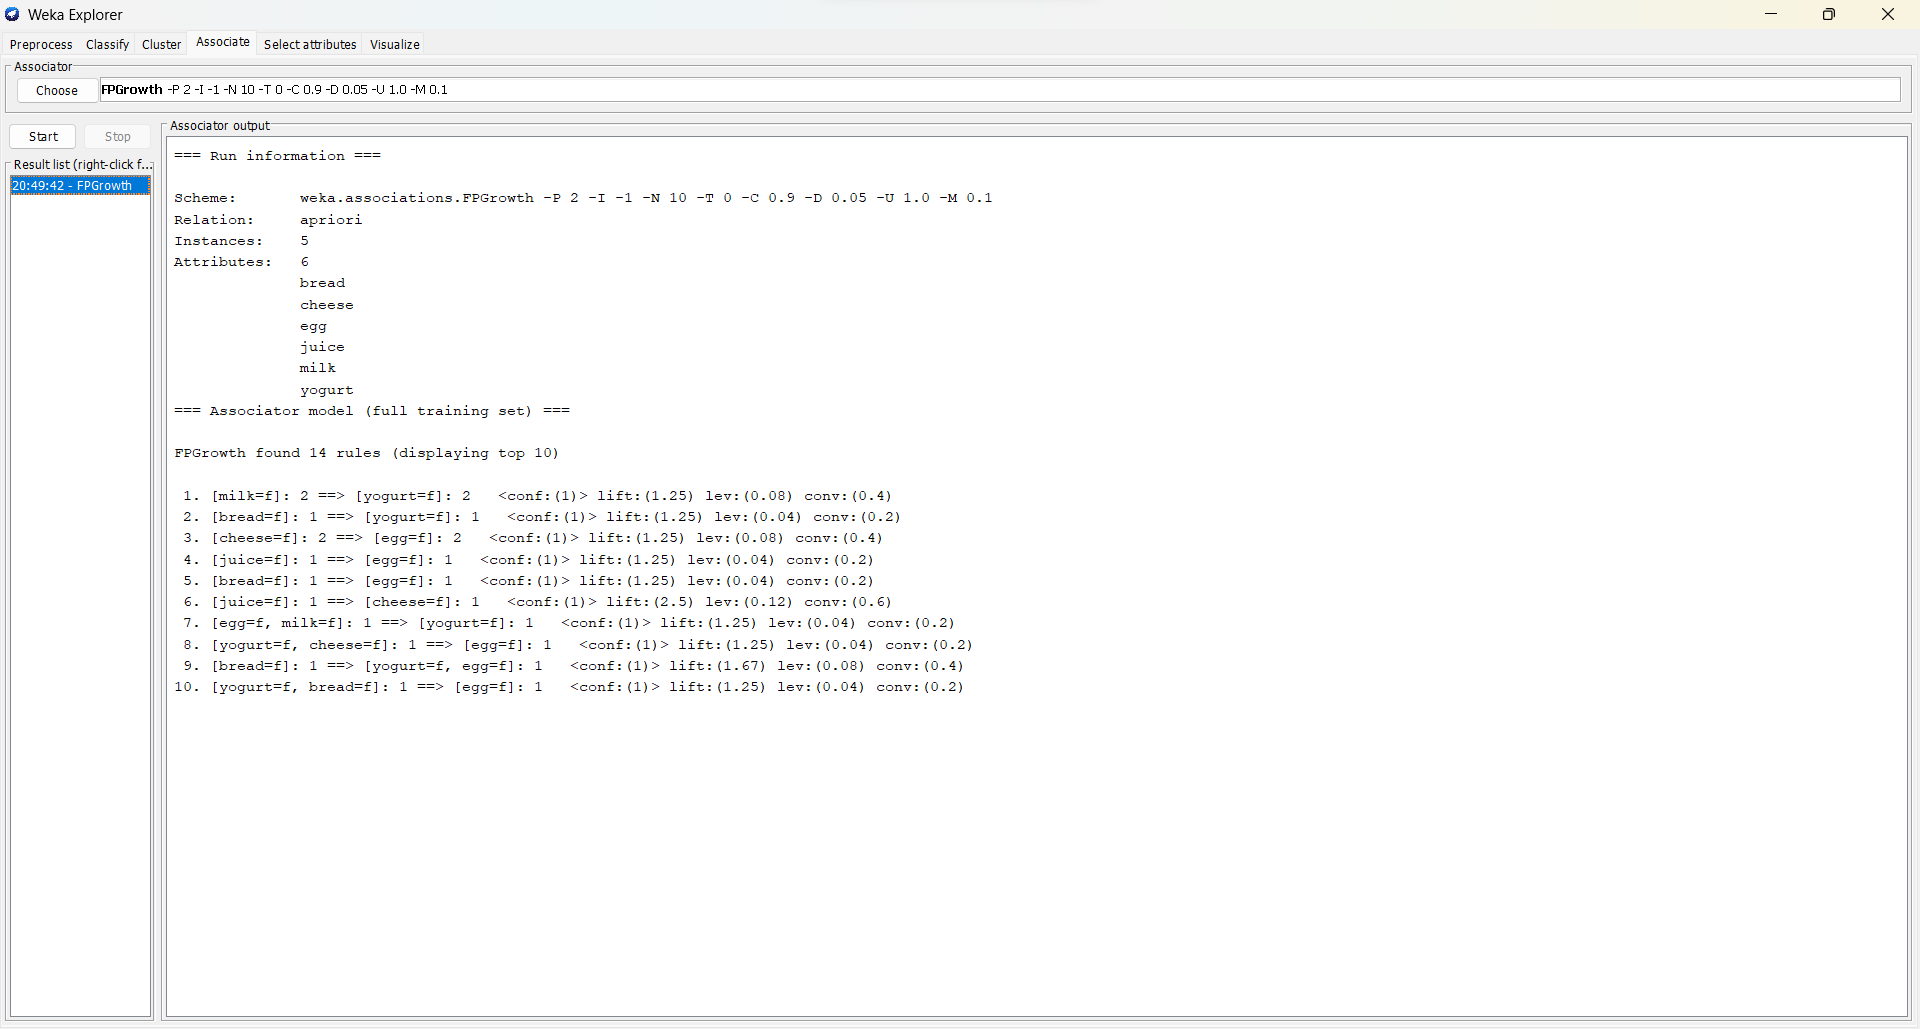 Weka Explorer
Preprocess Classify Cluster Associate Select attributes Visualize
Associator
Choose FPGrowth -P 2 -I -1 -N 10 -T 0 -C 0.9 -D 0.05 -U 1.0 -M 0.1
Start Stop
Result list (right-click f...
20:49:42 - FPGrowth
Associator output
=== Run information ===
Scheme: weka.associations.FPGrowth -P 2 -I -1 -N 10 -T 0 -C 0.9 -D 0.05 -U 1.0 -M 0.1
Relation: apriori
Instances: 5
Attributes: 6
bread
cheese
egg
juice
milk
yogurt
=== Associator model (full training set) ===
FPGrowth found 14 rules (displaying top 10)
1. [milk=f]: 2 ==> [yogurt=f]: 2 <conf:(1)> lift:(1.25) lev:(0.08) conv:(0.4)
2. [bread=f]: 1 ==> [yogurt=f]: 1 <conf:(1)> lift:(1.25) lev:(0.04) conv:(0.2)
3. [cheese=f]: 2 ==> [egg=f]: 2 <conf:(1)> lift:(1.25) lev:(0.08) conv:(0.4)
4. [juice=f]: 1 ==> [egg=f]: 1 <conf:(1)> lift:(1.25) lev:(0.04) conv:(0.2)
5. [bread=f]: 1 ==> [egg=f]: 1 <conf:(1)> lift:(1.25) lev:(0.04) conv:(0.2)
6. [juice=f]: 1 ==> [cheese=f]: 1 <conf:(1)> lift:(2.5) lev:(0.12) conv:(0.6)
7. [egg=f, milk=f]: 1 ==> [yogurt=f]: 1 <conf:(1)> lift:(1.25) lev:(0.04) conv:(0.2)
8. [yogurt=f, cheese=f]: 1 ==> [egg=f]: 1 <conf:(1)> lift:(1.25) lev:(0.04) conv:(0.2)
9. [bread=f]: 1 ==> [yogurt=f, egg=f]: 1 <conf:(1)> lift:(1.67) lev:(0.08) conv:(0.4)
10. [yogurt=f, bread=f]: 1 ==> [egg=f]: 1 <conf:(1)> lift:(1.25) lev:(0.04) conv:(0.2)